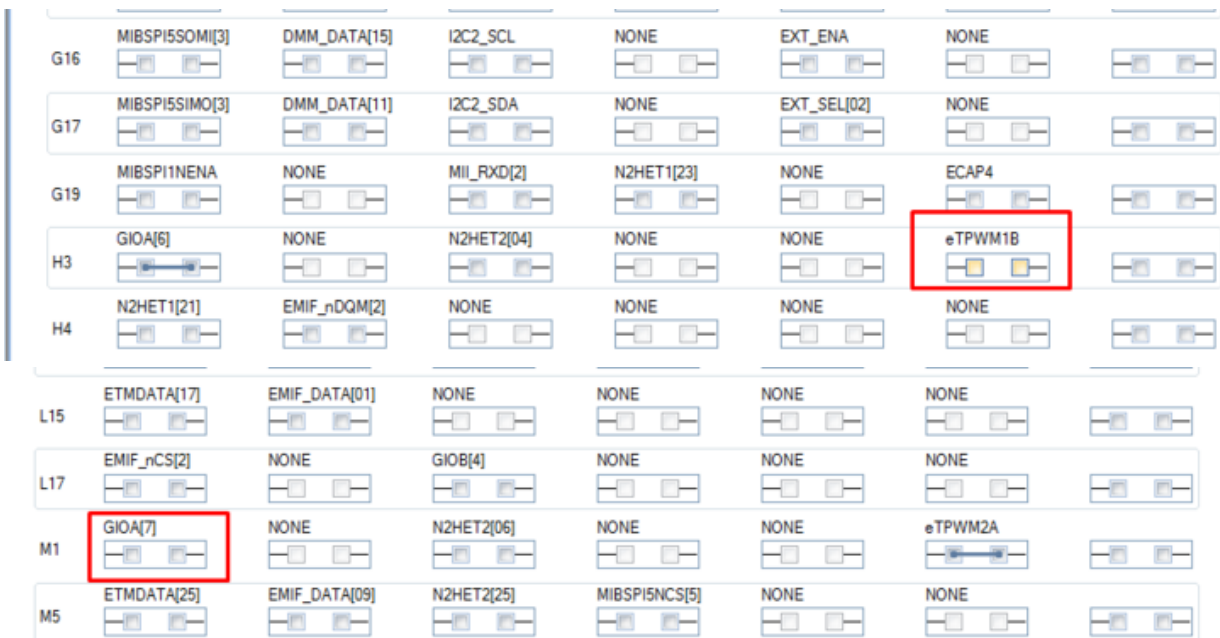 MIBSPI5SOMI[3] DMM_DATA[15] I2C2_SCL NONE EXT_ENA NONE
G16
MIBSPI5SIMO[3] DMM_DATA[11] I2C2_SDA NONE EXT_SEL[02] NONE
G17
MIBSPI1NENA NONE MII_RXD[2] N2HET1[23] NONE ECAP4
G19
GIOA[6] NONE N2HET2[04] NONE NONE eTPWM1B
H3
N2HET1[21] EMIF_nDQM[2] NONE NONE NONE NONE
H4
ETMDATA[17] EMIF_DATA[01] NONE NONE NONE NONE
L15
EMIF_nCS[2] NONE GIOB[4] NONE NONE NONE
L17
GIOA[7] NONE N2HET2[06] NONE NONE eTPWM2A
M1
ETMDATA[25] EMIF_DATA[09] N2HET2[25] MIBSPI5NCS[5] NONE NONE
M5